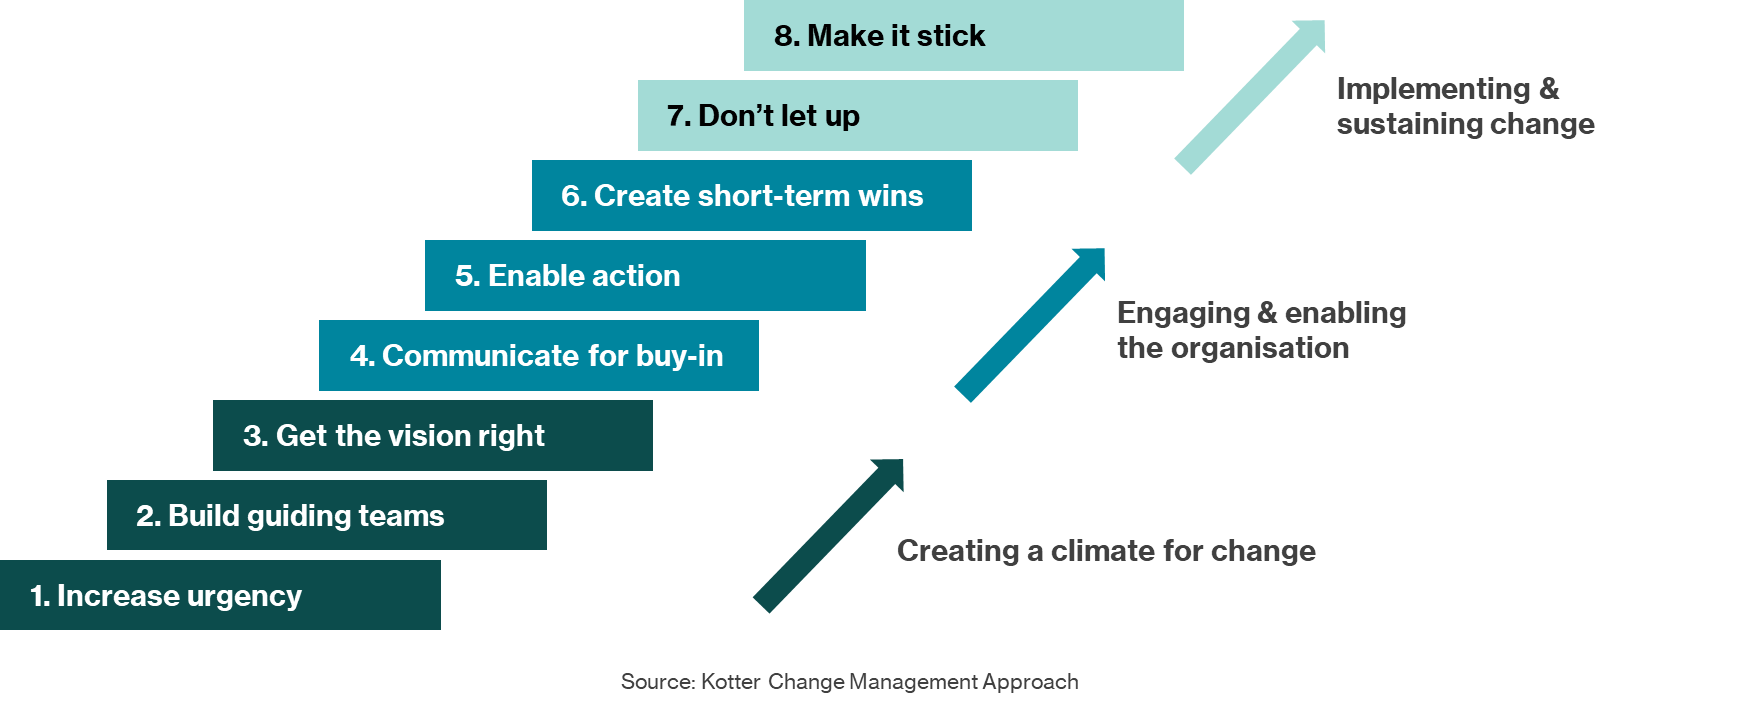 8. Make it stick
7. Don’t let up
6. Create short-term wins
5. Enable action
4. Communicate for buy-in
3. Get the vision right
2. Build guiding teams
1. Increase urgency
Implementing &
sustaining change
Engaging & enabling
the organisation
Creating a climate for change
Source: Kotter Change Management Approach